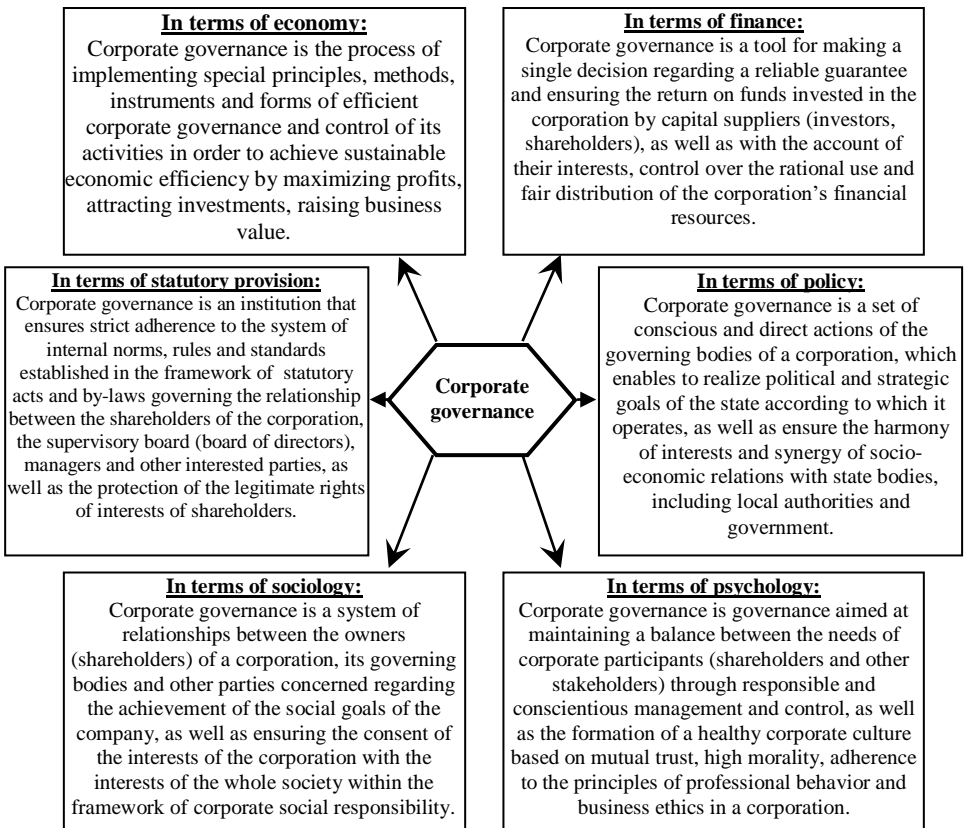 In terms of economy:
Corporate governance is the process of
implementing special principles, methods,
instruments and forms of efficient
corporate governance and control of its
activities in order to achieve sustainable
economic efficiency by maximizing profits,
attracting investments, raising business
value.
In terms of finance:
Corporate governance is a tool for making a
single decision regarding a reliable guarantee
and ensuring the return on funds invested in the
corporation by capital suppliers (investors,
shareholders), as well as with the account of
their interests, control over the rational use and
fair distribution of the corporation’s financial
resources.
In terms of statutory provision:
Corporate governance is an institution that
ensures strict adherence to the system of
internal norms, rules and standards
established in the framework of statutory
acts and by-laws governing the relationship
between the shareholders of the corporation,
the supervisory board (board of directors),
managers and other interested parties, as
well as the protection of the legitimate rights
of interests of shareholders.
Corporate
governance
In terms of policy:
Corporate governance is a set of
conscious and direct actions of the
governing bodies of a corporation, which
enables to realize political and strategic
goals of the state according to which it
operates, as well as ensure the harmony
of interests and synergy of socio-
economic relations with state bodies,
including local authorities and
government.
In terms of sociology:
Corporate governance is a system of
relationships between the owners
(shareholders) of a corporation, its governing
bodies and other parties concerned regarding
the achievement of the social goals of the
company, as well as ensuring the consent of
the interests of the corporation with the
interests of the whole society within the
framework of corporate social responsibility.
In terms of psychology:
Corporate governance is governance aimed at
maintaining a balance between the needs of
corporate participants (shareholders and other
stakeholders) through responsible and
conscientious management and control, as well
as the formation of a healthy corporate culture
based on mutual trust, high morality, adherence
to the principles of professional behavior and
business ethics in a corporation.